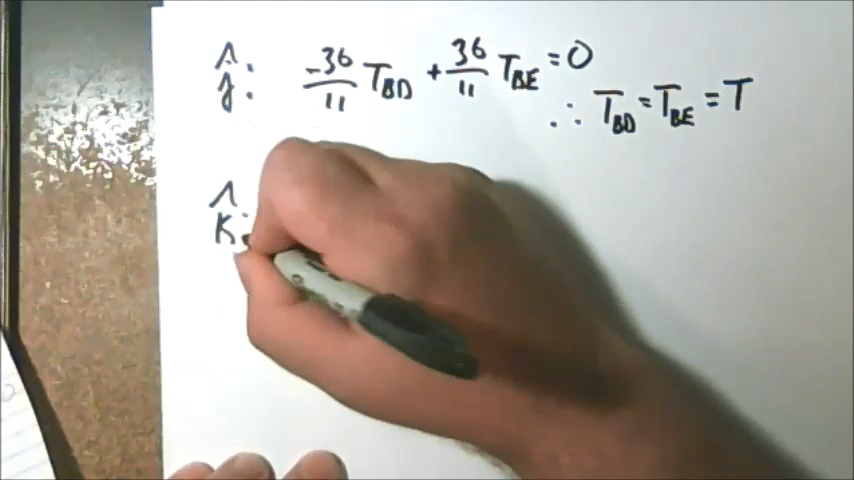 ĵ: -36/11 T_BD + 36/11 T_BE = 0
∴ T_BD = T_BE = T
k̂: